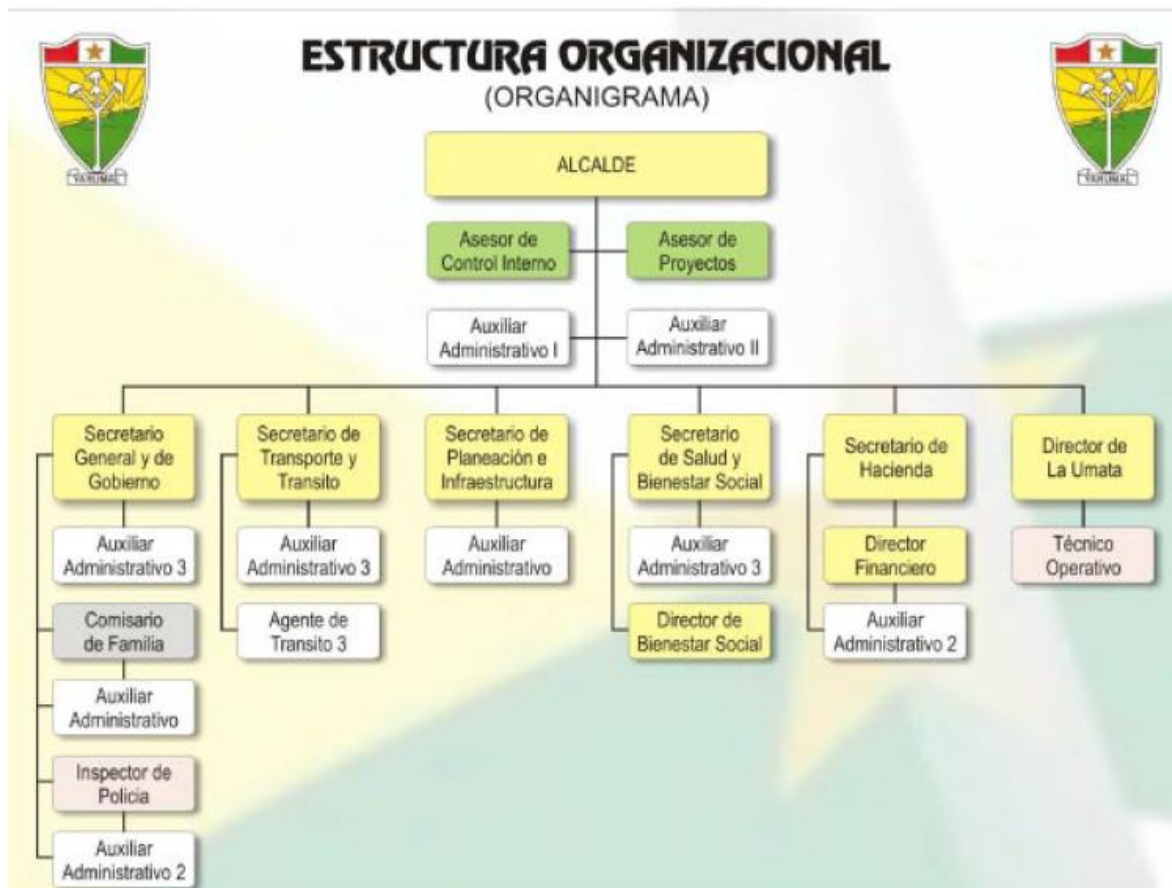 ESTRUCTURA ORGANIZACIONAL
(ORGANIGRAMA)
YARUMAL
YARUMAL
ALCALDE
Asesor de
Control Interno
Asesor de
Proyectos
Auxiliar
Administrativo I
Auxiliar
Administrativo II
Secretario
General y de
Gobierno
Secretario de
Transporte y
Transito
Secretario de
Planeación e
Infraestructura
Secretario
de Salud y
Bienestar Social
Secretario de
Hacienda
Director de
La Umata
Auxiliar
Administrativo 3
Auxiliar
Administrativo 3
Auxiliar
Administrativo
Auxiliar
Administrativo 3
Director
Financiero
Técnico
Operativo
Comisario
de Familia
Agente de
Transito 3
Director de
Bienestar Social
Auxiliar
Administrativo 2
Auxiliar
Administrativo
Inspector de
Policia
Auxiliar
Administrativo 2